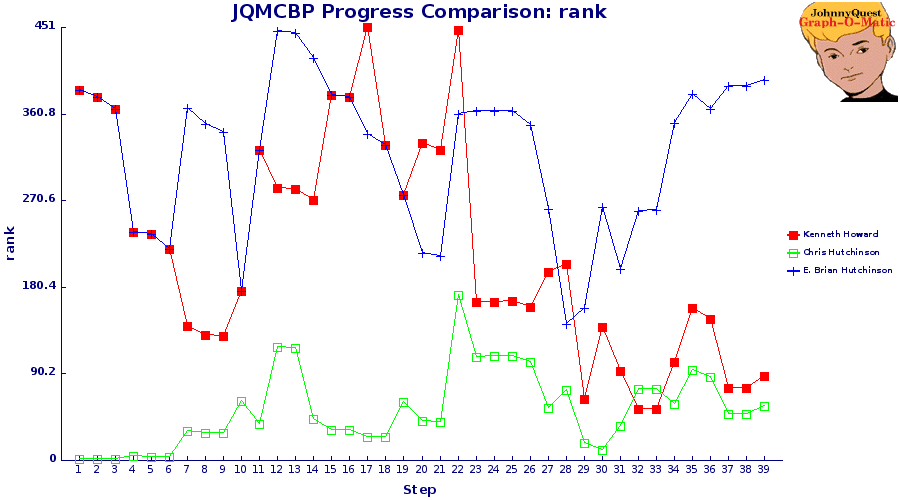 JQMCBP Progress Comparison: rank
JohnnyQuest
Graph-O-Matic
451
360.8
270.6
180.4
90.2
0
rank
1 2 3 4 5 6 7 8 9 10 11 12 13 14 15 16 17 18 19 20 21 22 23 24 25 26 27 28 29 30 31 32 33 34 35 36 37 38 39
Step
Kenneth Howard
Chris Hutchinson
E. Brian Hutchinson